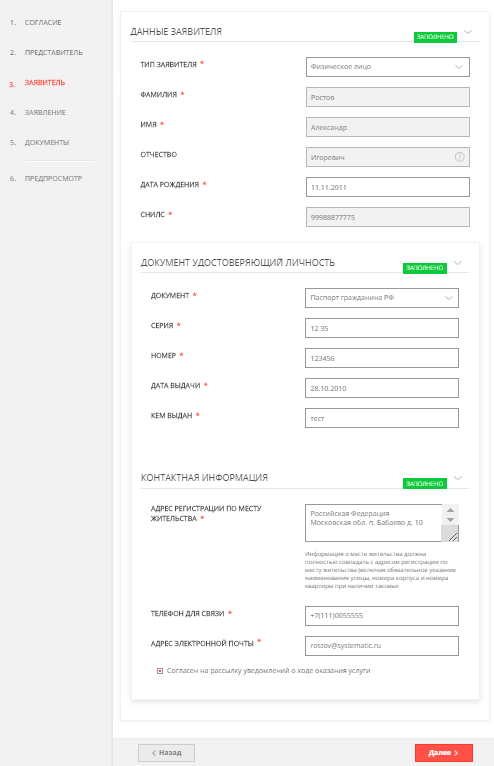 1. СОГЛАСИЕ
2. ПРЕДСТАВИТЕЛЬ
3. ЗАЯВИТЕЛЬ
4. ЗАЯВЛЕНИЕ
5. ДОКУМЕНТЫ
6. ПРЕДПРОСМОТР
ДАННЫЕ ЗАЯВИТЕЛЯ
ЗАПОЛНЕНО
ТИП ЗАЯВИТЕЛЯ * Физическое лицо
ФАМИЛИЯ * Ростов
ИМЯ * Александр
ОТЧЕСТВО Игоревич
ДАТА РОЖДЕНИЯ * 11.11.2011
СНИЛС * 99988877775
ДОКУМЕНТ УДОСТОВЕРЯЮЩИЙ ЛИЧНОСТЬ
ЗАПОЛНЕНО
ДОКУМЕНТ * Паспорт гражданина РФ
СЕРИЯ * 12 35
НОМЕР * 123456
ДАТА ВЫДАЧИ * 28.10.2010
КЕМ ВЫДАН * тест
КОНТАКТНАЯ ИНФОРМАЦИЯ
ЗАПОЛНЕНО
АДРЕС РЕГИСТРАЦИИ ПО МЕСТУ
ЖИТЕЛЬСТВА *
Российская Федерация
Московская обл. п. Бабаево д. 10
Информация о месте жительства должна
полностью совпадать с адресом регистрации по
месту жительства (включая обязательное указание
наименования улицы, номера корпуса и номера
квартиры при наличии таковых
ТЕЛЕФОН ДЛЯ СВЯЗИ * +7(111)0055555
АДРЕС ЭЛЕКТРОННОЙ ПОЧТЫ * rostov@systematic.ru
Согласен на рассылку уведомлений о ходе оказания услуги
Назад
Далее